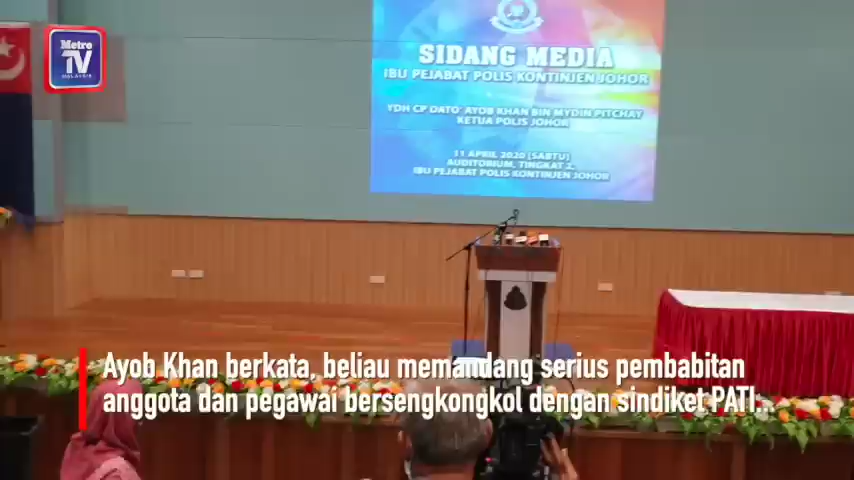 Metro
TV
MALAYSIA
SIDANG MEDIA
IBU PEJABAT POLIS KONTINJEN JOHOR
YDH CP DATO' AYOB KHAN BIN MYDIN PITCHAY
KETUA POLIS JOHOR
11 APRIL 2020 [SABTU]
AUDITORIUM, TINGKAT 2,
IBU PEJABAT POLIS KONTINJEN JOHOR
Ayob Khan berkata, beliau memandang serius pembabitan
anggota dan pegawai bersengkongkol dengan sindiket PATI...